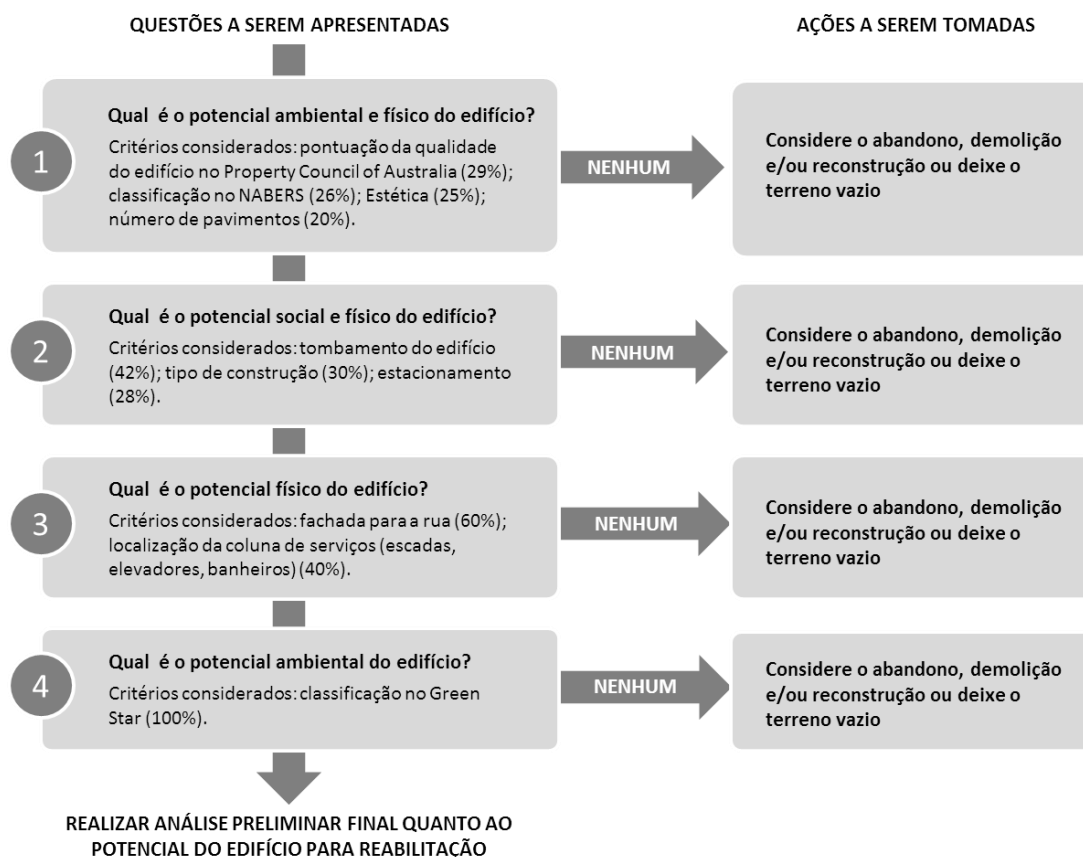 QUESTÕES A SEREM APRESENTADAS
AÇÕES A SEREM TOMADAS
1
Qual é o potencial ambiental e físico do edifício?
Critérios considerados: pontuação da qualidade
do edifício no Property Council of Australia (29%);
classificação no NABERS (26%); Estética (25%);
número de pavimentos (20%).
NENHUM
Considere o abandono, demolição
e/ou reconstrução ou deixe o
terreno vazio
2
Qual é o potencial social e físico do edifício?
Critérios considerados: tombamento do edifício
(42%); tipo de construção (30%); estacionamento
(28%).
NENHUM
Considere o abandono, demolição
e/ou reconstrução ou deixe o
terreno vazio
3
Qual é o potencial físico do edifício?
Critérios considerados: fachada para a rua (60%);
localização da coluna de serviços (escadas,
elevadores, banheiros) (40%).
NENHUM
Considere o abandono, demolição
e/ou reconstrução ou deixe o
terreno vazio
4
Qual é o potencial ambiental do edifício?
Critérios considerados: classificação no Green
Star (100%).
NENHUM
Considere o abandono, demolição
e/ou reconstrução ou deixe o
terreno vazio
REALIZAR ANÁLISE PRELIMINAR FINAL QUANTO AO
POTENCIAL DO EDIFÍCIO PARA REABILITAÇÃO